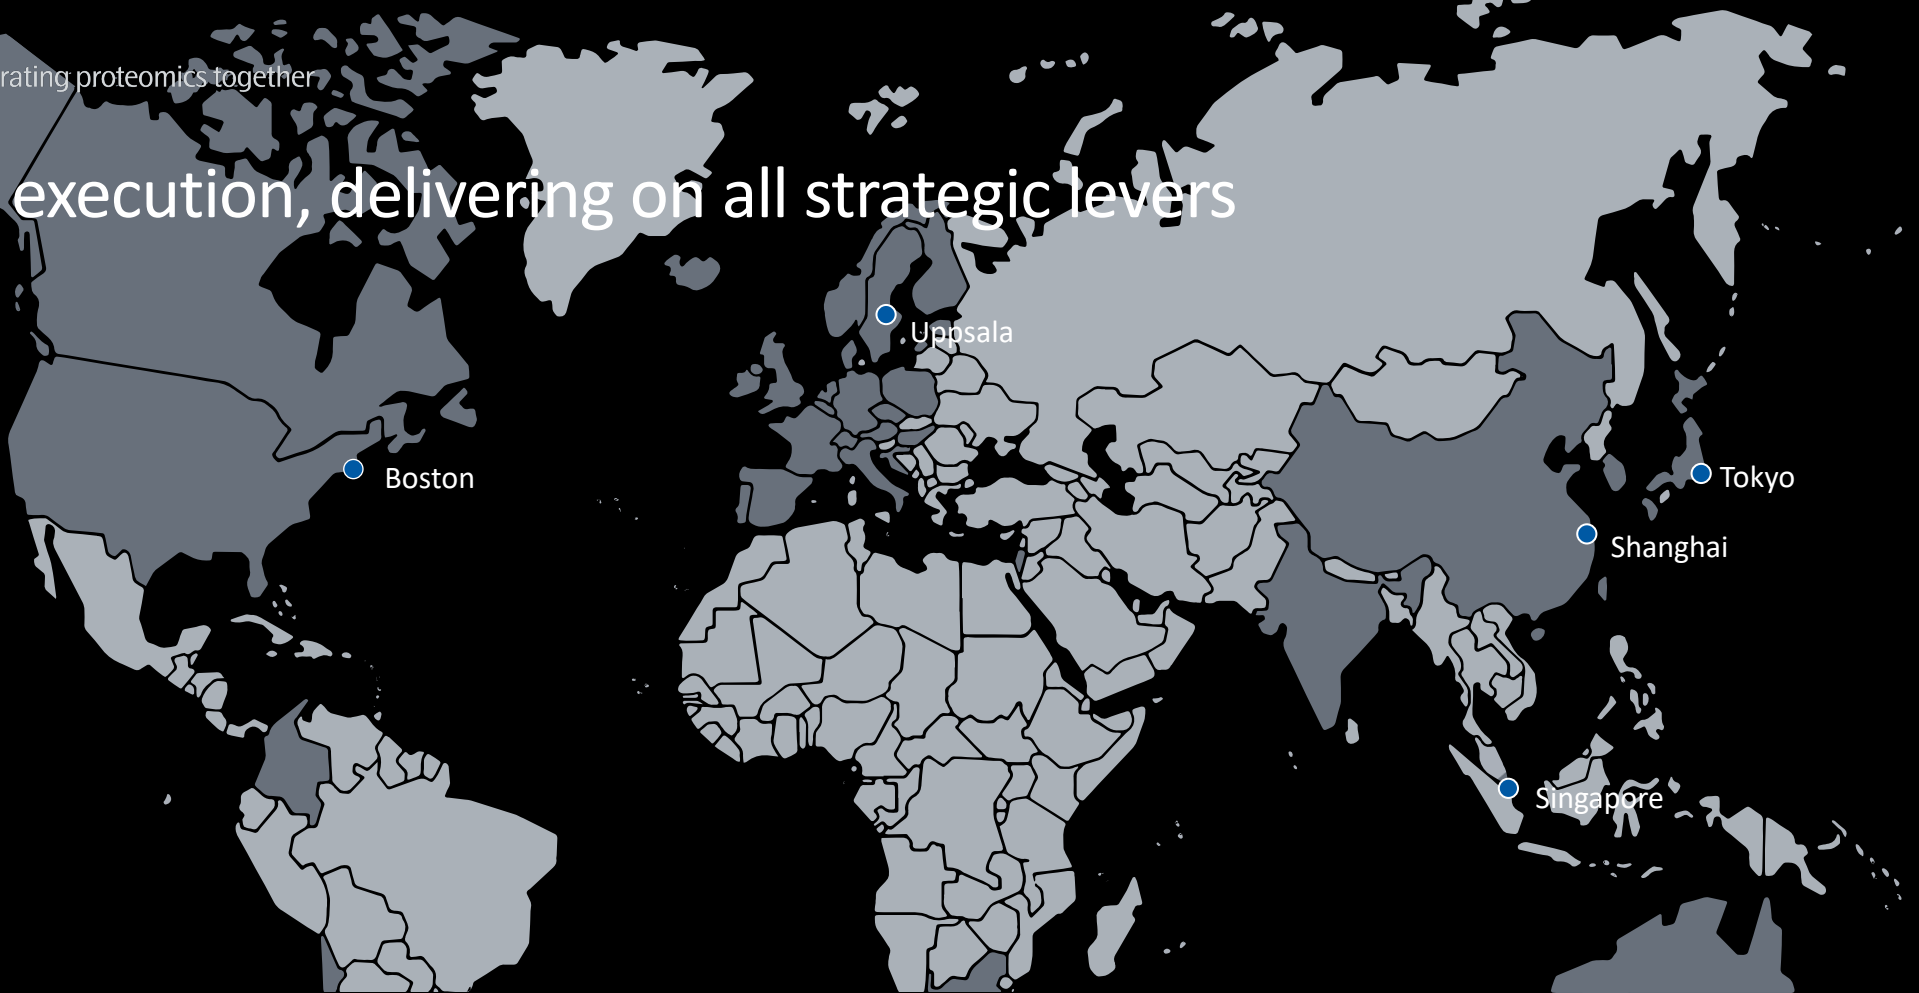 rating proteomics together
execution, delivering on all strategic levers
Uppsala
Boston
Tokyo
Shanghai
Singapore